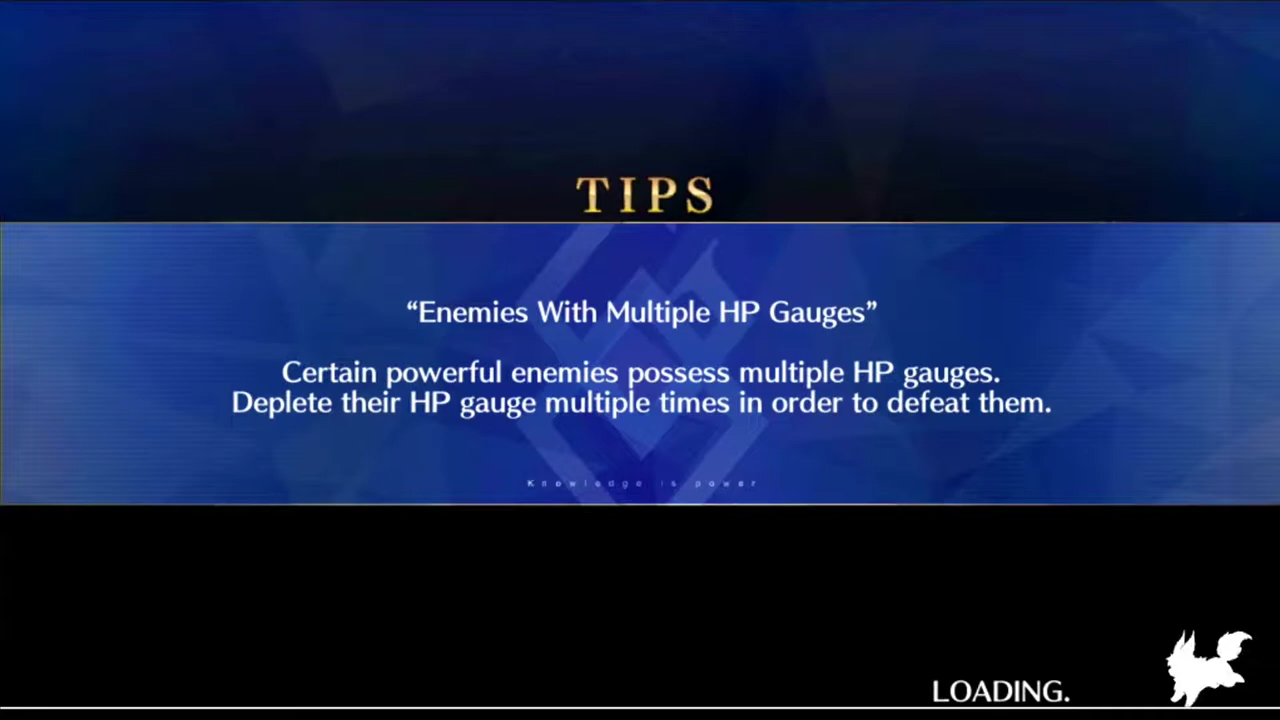 TIPS
“Enemies With Multiple HP Gauges”
Certain powerful enemies possess multiple HP gauges.
Deplete their HP gauge multiple times in order to defeat them.
Knowledge is power
LOADING.